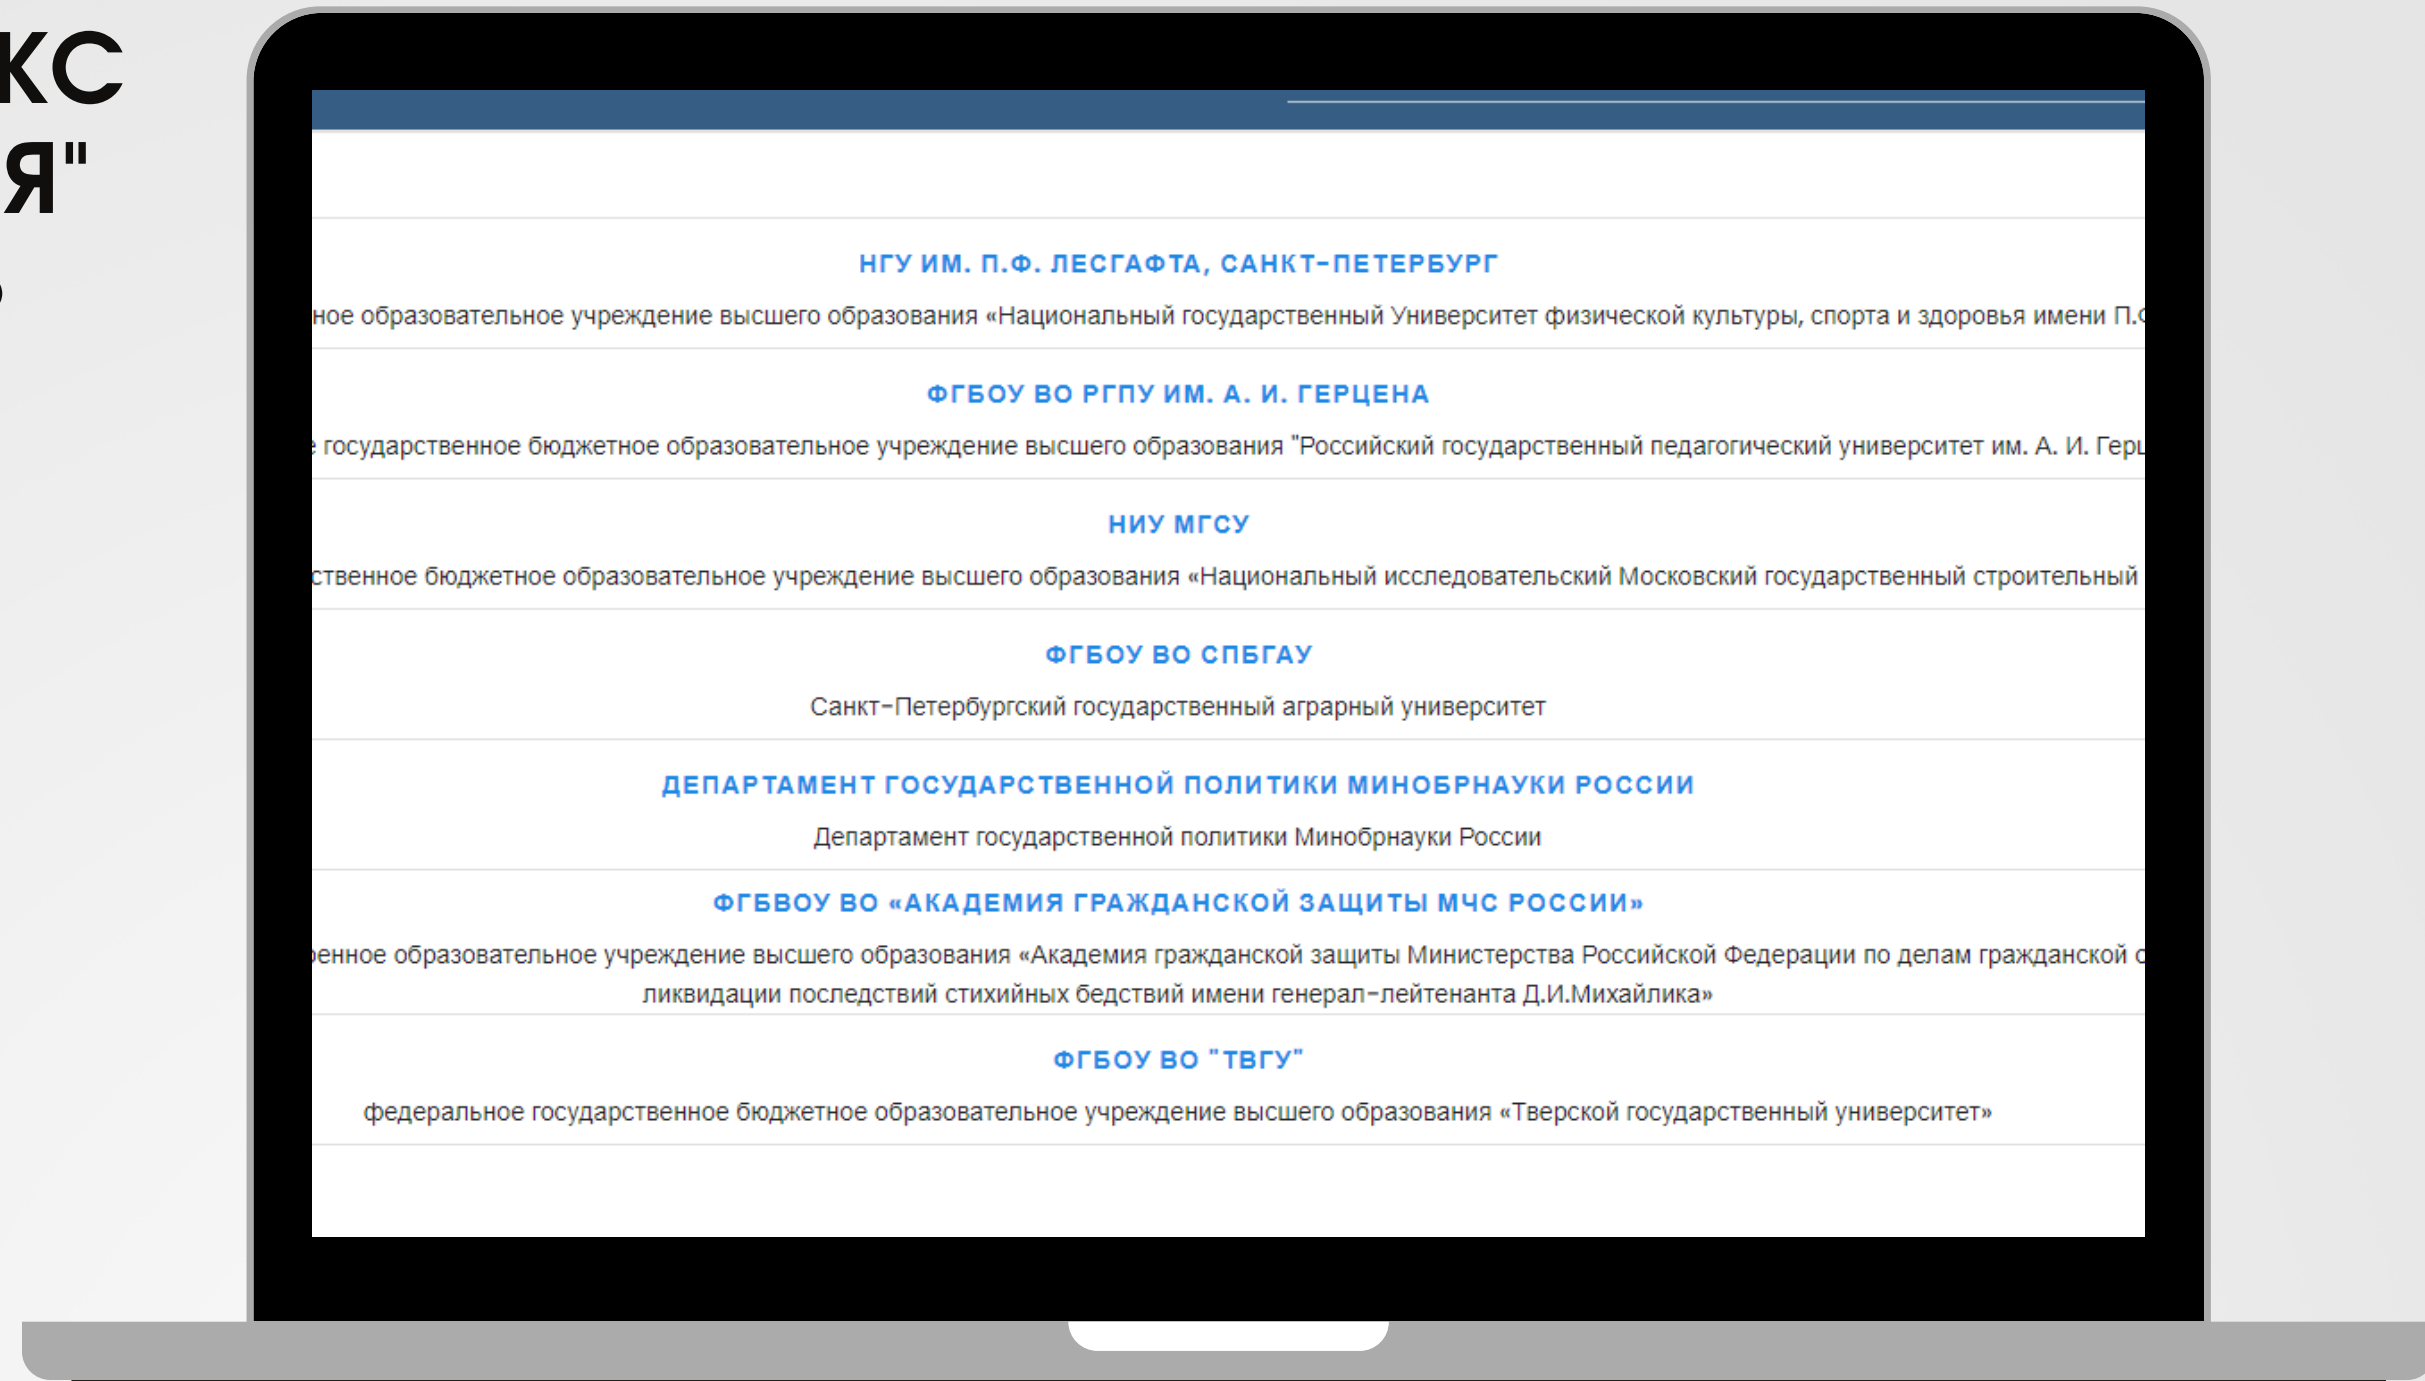 КС
Я"
НГУ ИМ. П.Ф. ЛЕСГАФТА, САНКТ-ПЕТЕРБУРГ
ное образовательное учреждение высшего образования «Национальный государственный Университет физической культуры, спорта и здоровья имени П.Ф
ФГБОУ ВО РГПУ ИМ. А. И. ГЕРЦЕНА
е государственное бюджетное образовательное учреждение высшего образования "Российский государственный педагогический университет им. А. И. Герц
НИУ МГСУ
ственное бюджетное образовательное учреждение высшего образования «Национальный исследовательский Московский государственный строительный
ФГБОУ ВО СПБГАУ
Санкт-Петербургский государственный аграрный университет
ДЕПАРТАМЕНТ ГОСУДАРСТВЕННОЙ ПОЛИТИКИ МИНОБРНАУКИ РОССИИ
Департамент государственной политики Минобрнауки России
ФГБВОУ ВО «АКАДЕМИЯ ГРАЖДАНСКОЙ ЗАЩИТЫ МЧС РОССИИ»
енное образовательное учреждение высшего образования «Академия гражданской защиты Министерства Российской Федерации по делам гражданской о
ликвидации последствий стихийных бедствий имени генерал-лейтенанта Д.И.Михайлика»
ФГБОУ ВО "ТВГУ"
федеральное государственное бюджетное образовательное учреждение высшего образования «Тверской государственный университет»